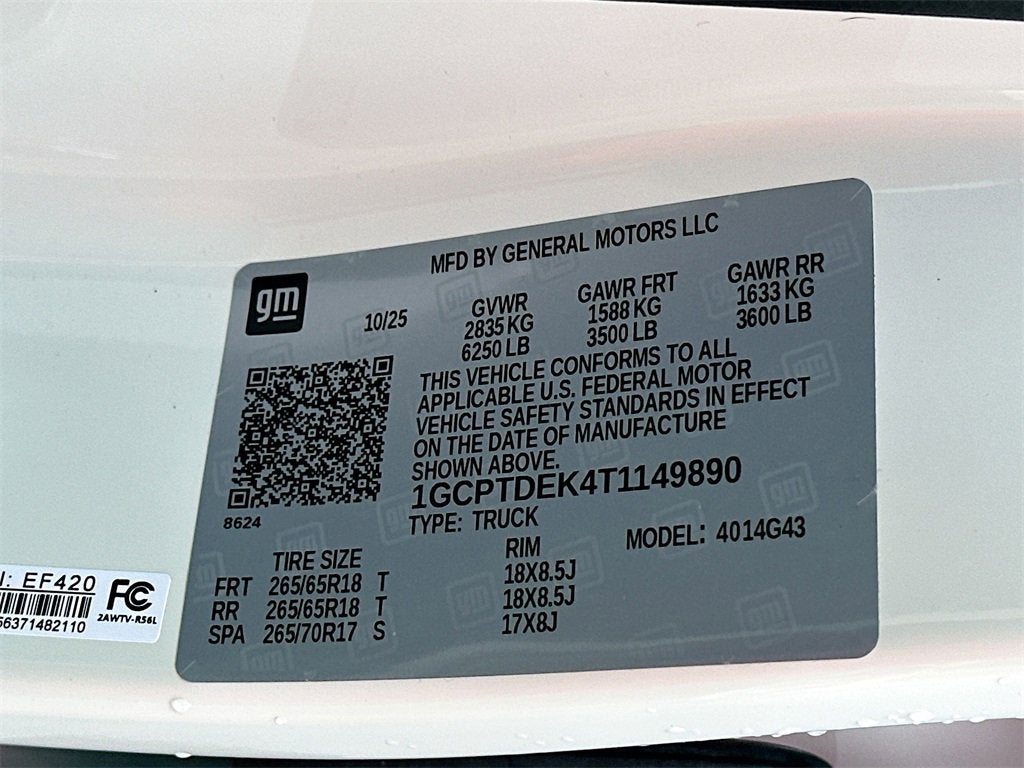 MFD BY GENERAL MOTORS LLC
gm
10/25
GVWR
2835 KG
6250 LB
GAWR FRT
1588 KG
3500 LB
GAWR RR
1633 KG
3600 LB
THIS VEHICLE CONFORMS TO ALL
APPLICABLE U.S. FEDERAL MOTOR
VEHICLE SAFETY STANDARDS IN EFFECT
ON THE DATE OF MANUFACTURE
SHOWN ABOVE.
1GCPTDEK4T1149890
8624
TYPE: TRUCK
MODEL: 4014G43
TIRE SIZE RIM
FRT 265/65R18 T 18X8.5J
RR 265/65R18 T 18X8.5J
SPA 265/70R17 S 17X8J
: EF420
56371482110
FC
2AWTV-R56L